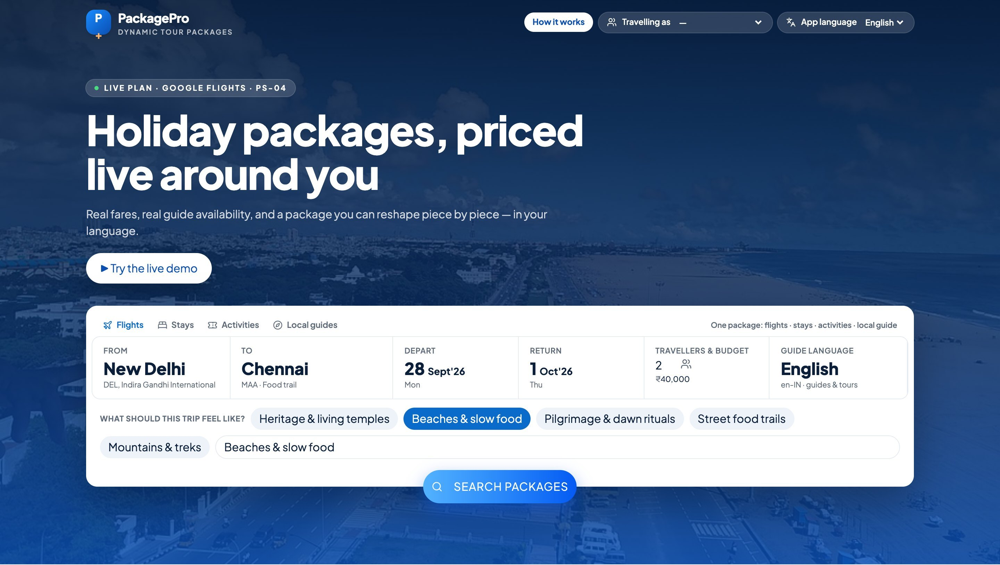 P
+
PackagePro
DYNAMIC TOUR PACKAGES
How it works
Travelling as —
App language English
LIVE PLAN · GOOGLE FLIGHTS · PS-04
Holiday packages, priced
live around you
Real fares, real guide availability, and a package you can reshape piece by piece — in your
language.
Try the live demo
Flights Stays Activities Local guides
One package: flights · stays · activities · local guide
FROM
New Delhi
DEL, Indira Gandhi International
TO
Chennai
MAA · Food trail
DEPART
28 Sept'26
Mon
RETURN
1 Oct'26
Thu
TRAVELLERS & BUDGET
2
₹40,000
GUIDE LANGUAGE
English
en-IN · guides & tours
WHAT SHOULD THIS TRIP FEEL LIKE? Heritage & living temples Beaches & slow food Pilgrimage & dawn rituals Street food trails
Mountains & treks Beaches & slow food
SEARCH PACKAGES